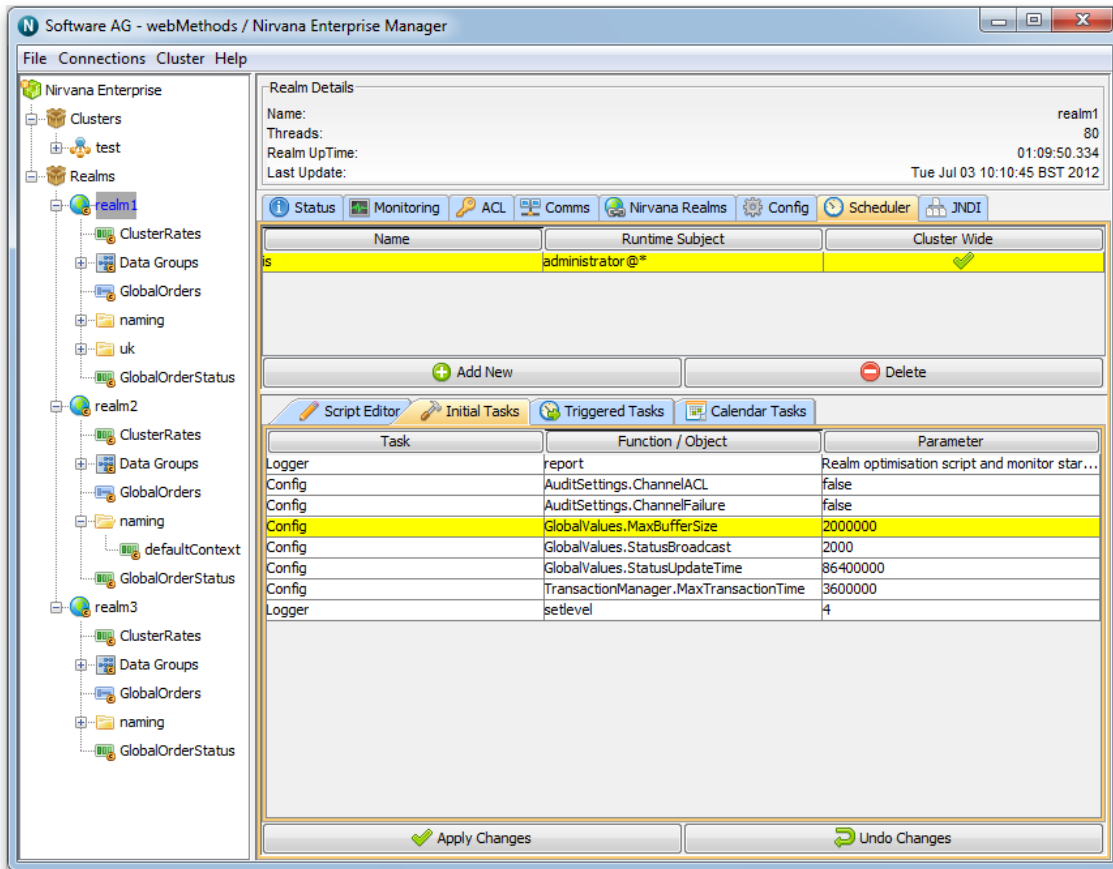 Software AG - webMethods / Nirvana Enterprise Manager
File Connections Cluster Help
Nirvana Enterprise
Clusters
test
Realms
realm1
ClusterRates
Data Groups
GlobalOrders
naming
uk
GlobalOrderStatus
realm2
ClusterRates
Data Groups
GlobalOrders
naming
defaultContext
GlobalOrderStatus
realm3
ClusterRates
Data Groups
GlobalOrders
naming
GlobalOrderStatus
Realm Details
Name: realm1
Threads: 80
Realm UpTime: 01:09:50.334
Last Update: Tue Jul 03 10:10:45 BST 2012
Status Monitoring ACL Comms Nirvana Realms Config Scheduler JNDI
Name Runtime Subject Cluster Wide
is administrator@*
Add New Delete
Script Editor Initial Tasks Triggered Tasks Calendar Tasks
Task Function / Object Parameter
Logger report Realm optimisation script and monitor star...
Config AuditSettings.ChannelACL false
Config AuditSettings.ChannelFailure false
Config GlobalValues.MaxBufferSize 2000000
Config GlobalValues.StatusBroadcast 2000
Config GlobalValues.StatusUpdateTime 86400000
Config TransactionManager.MaxTransactionTime 3600000
Logger setlevel 4
Apply Changes Undo Changes